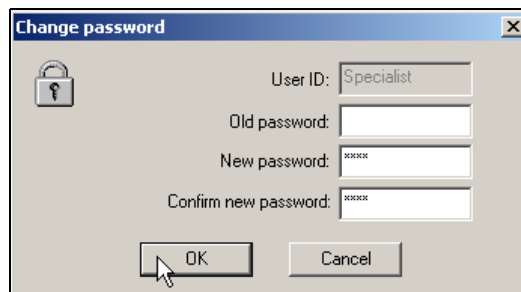 Change password
User ID: Specialist
Old password:
New password: ****
Confirm new password: ****
OK Cancel